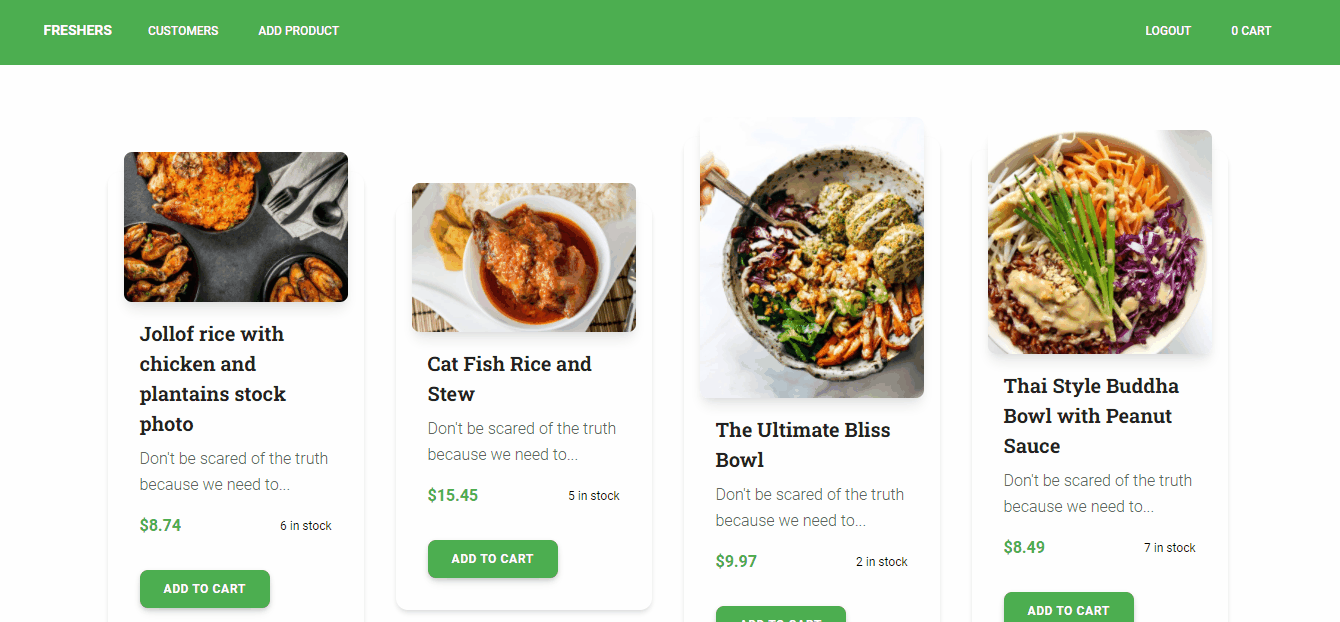 FRESHERS CUSTOMERS ADD PRODUCT LOGOUT 0 CART
Jollof rice with
chicken and
plantains stock
photo
Don't be scared of the truth
because we need to...
$8.74 6 in stock
ADD TO CART
Cat Fish Rice and
Stew
Don't be scared of the truth
because we need to...
$15.45 5 in stock
ADD TO CART
The Ultimate Bliss
Bowl
Don't be scared of the truth
because we need to...
$9.97 2 in stock
ADD TO CART
Thai Style Buddha
Bowl with Peanut
Sauce
Don't be scared of the truth
because we need to...
$8.49 7 in stock
ADD TO CART